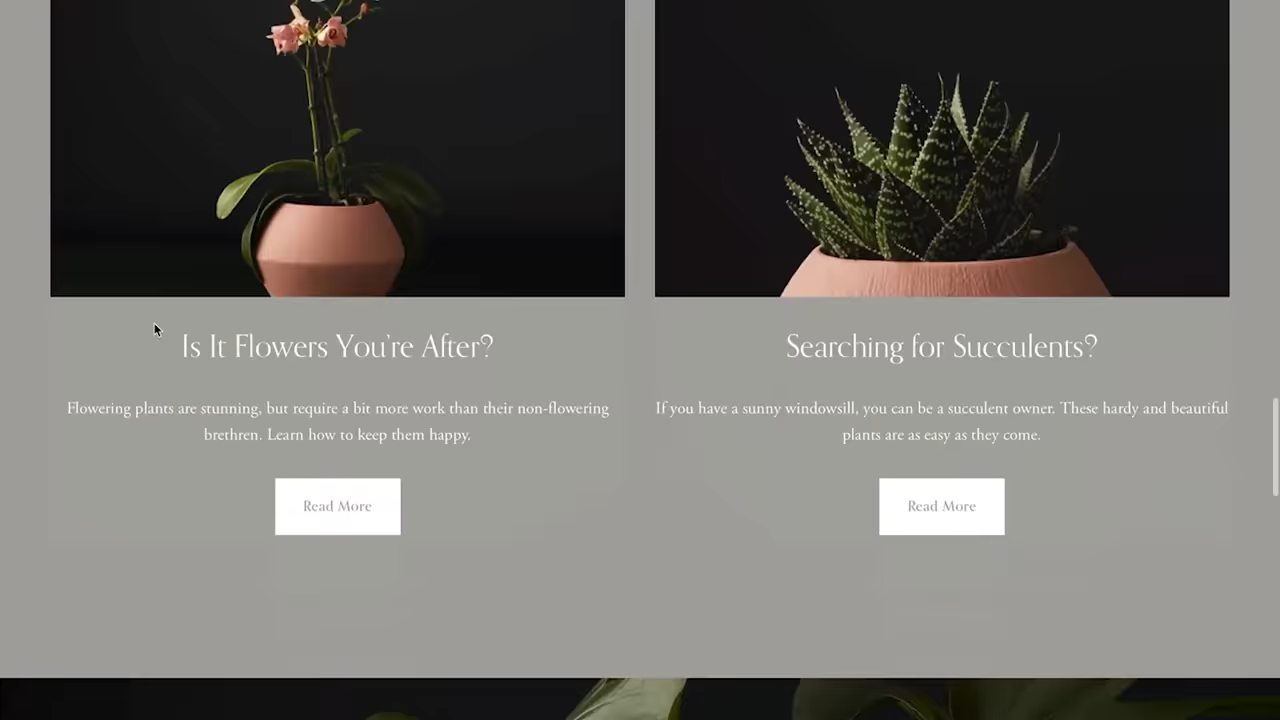 Is It Flowers You're After?
Flowering plants are stunning, but require a bit more work than their non-flowering
brethren. Learn how to keep them happy.
Read More
Searching for Succulents?
If you have a sunny windowsill, you can be a succulent owner. These hardy and beautiful
plants are as easy as they come.
Read More